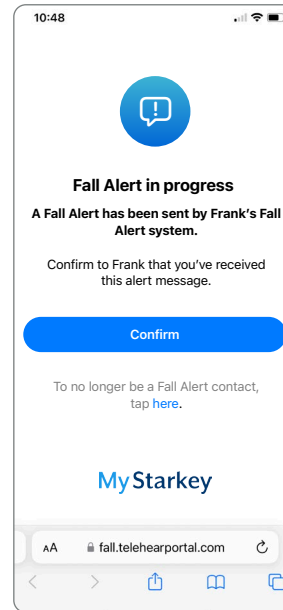 10:48
Fall Alert in progress
A Fall Alert has been sent by Frank's Fall
Alert system.
Confirm to Frank that you've received
this alert message.
Confirm
To no longer be a Fall Alert contact,
tap here.
My Starkey
AA fall.telehearportal.com